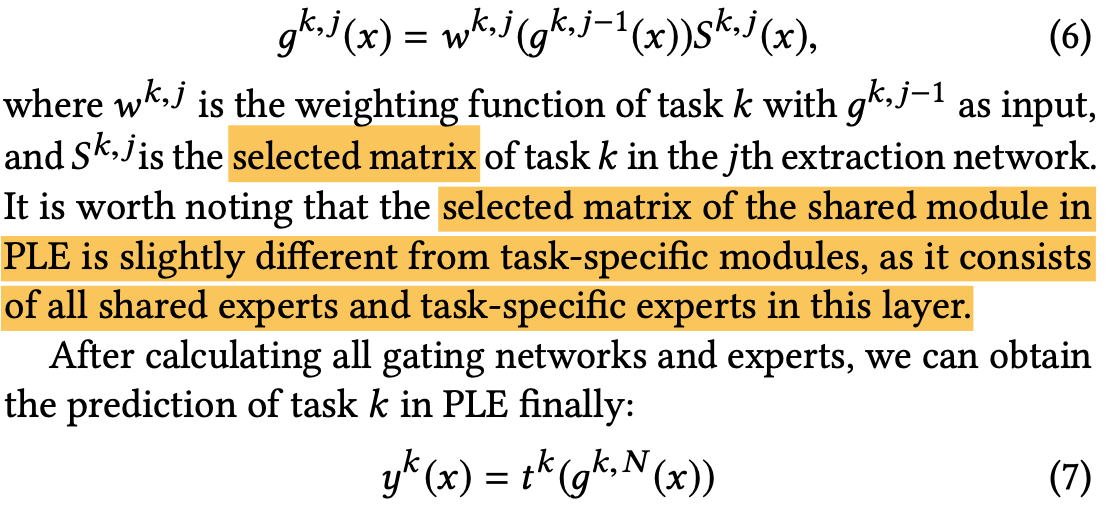 g^{k,j}(x) = w^{k,j}(g^{k,j−1}(x))S^{k,j}(x), (6)
where w^{k,j} is the weighting function of task k with g^{k,j−1} as input,
and S^{k,j}is the selected matrix of task k in the jth extraction network.
It is worth noting that the selected matrix of the shared module in
PLE is slightly different from task-specific modules, as it consists
of all shared experts and task-specific experts in this layer.
After calculating all gating networks and experts, we can obtain
the prediction of task k in PLE finally:
y^k(x) = t^k(g^{k,N}(x)) (7)